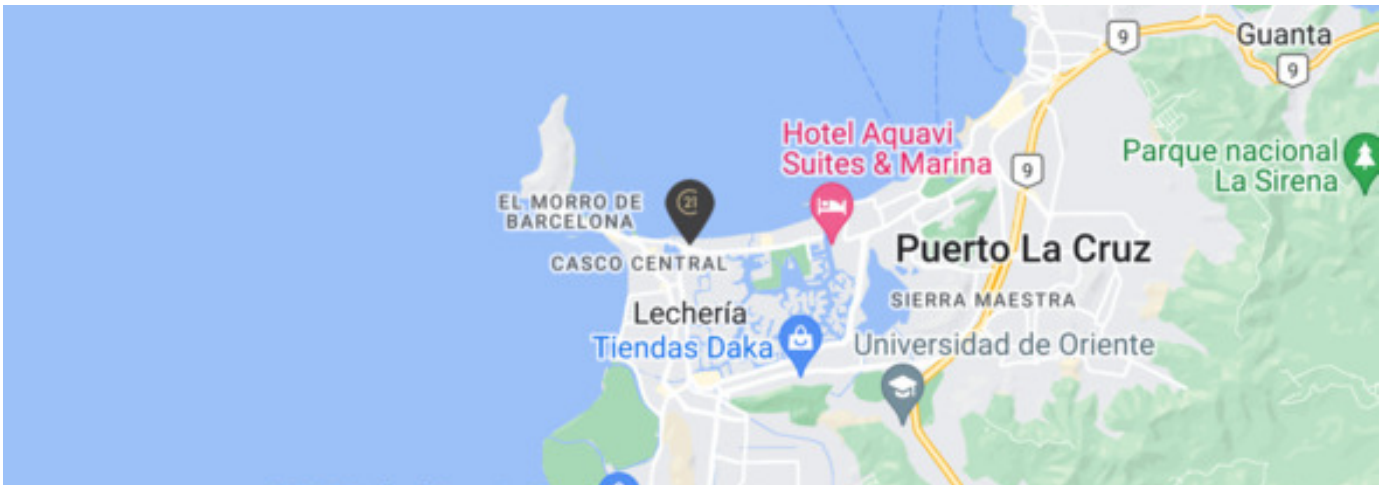 9
Guanta
9
Hotel Aquavi
Suites & Marina
Parque nacional
La Sirena
9
EL MORRO DE
BARCELONA
21
CASCO CENTRAL
Puerto La Cruz
SIERRA MAESTRA
Lechería
Tiendas Daka
Universidad de Oriente